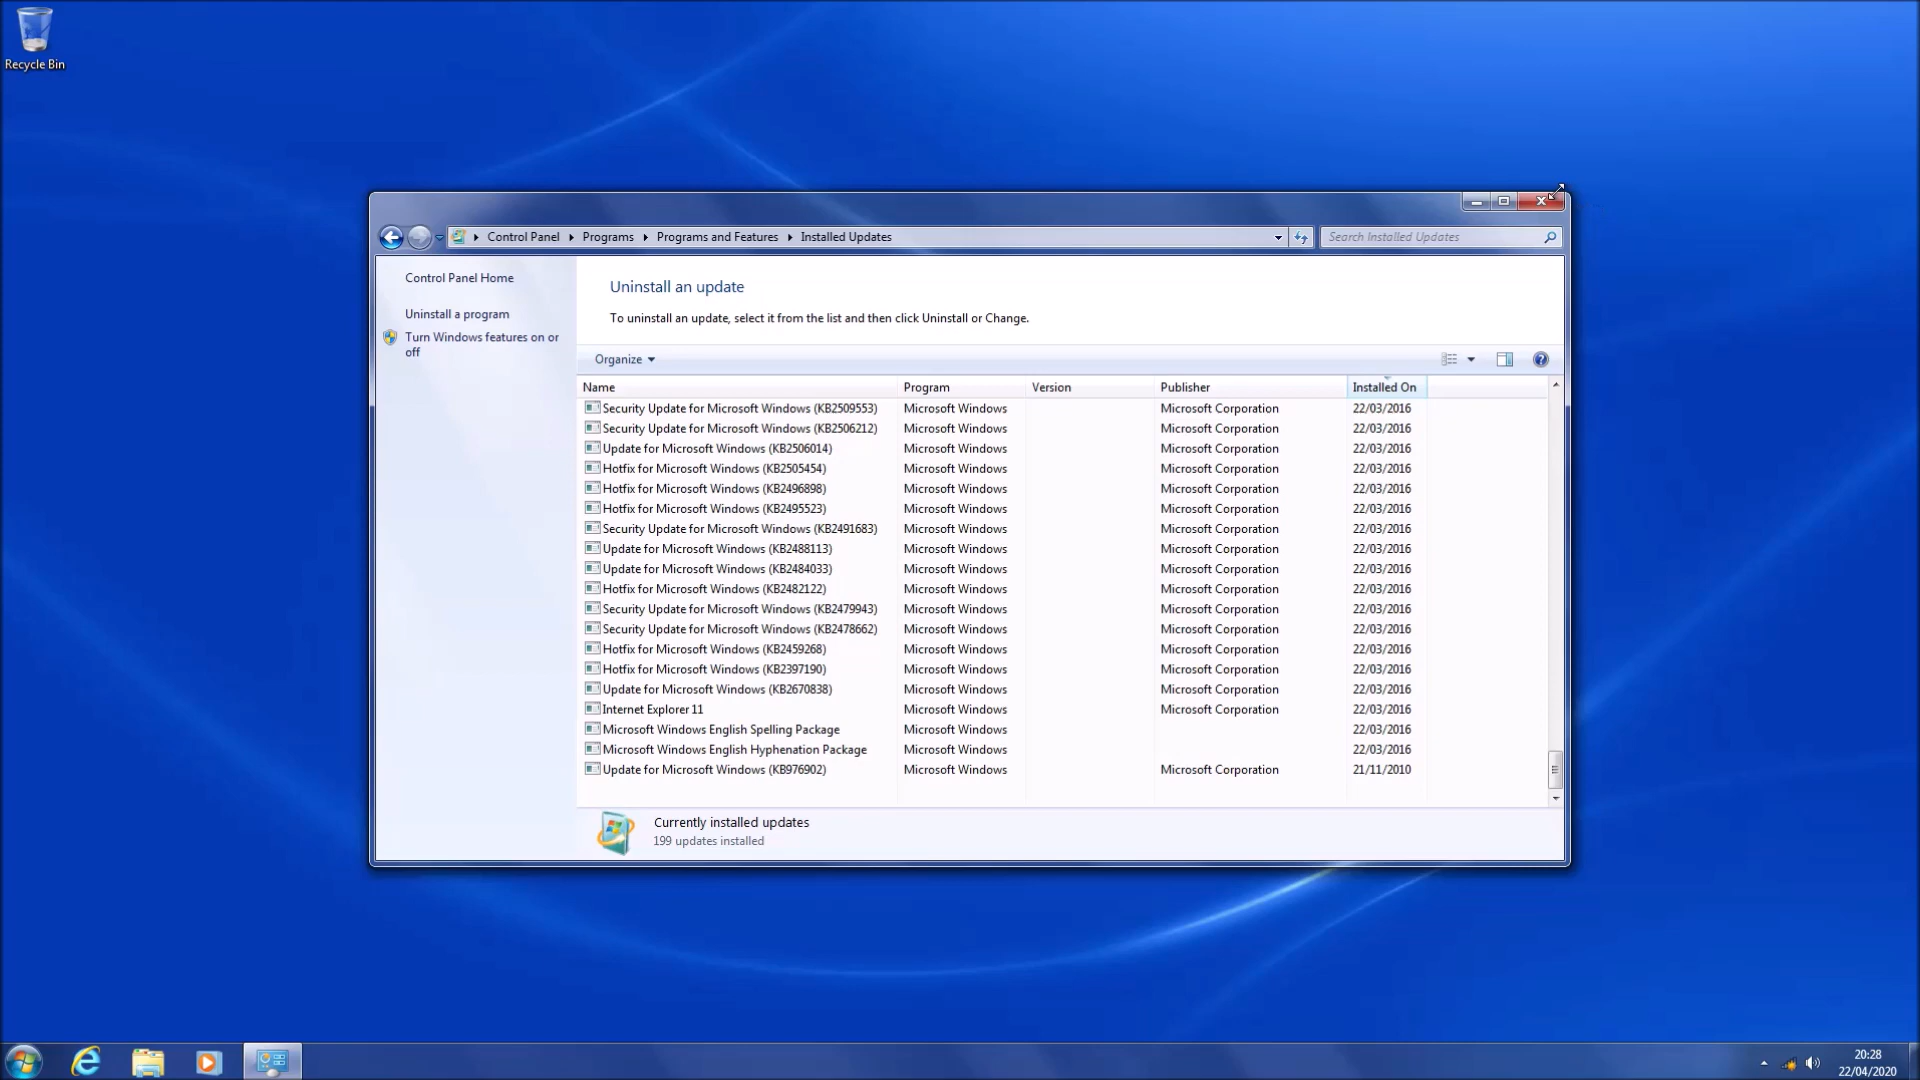 Recycle Bin
Control Panel Programs Programs and Features Installed Updates
Search Installed Updates
Control Panel Home
Uninstall a program
Turn Windows features on or
off
Uninstall an update
To uninstall an update, select it from the list and then click Uninstall or Change.
Organize
Name Program Version Publisher Installed On
Security Update for Microsoft Windows (KB2509553) Microsoft Windows Microsoft Corporation 22/03/2016
Security Update for Microsoft Windows (KB2506212) Microsoft Windows Microsoft Corporation 22/03/2016
Update for Microsoft Windows (KB2506014) Microsoft Windows Microsoft Corporation 22/03/2016
Hotfix for Microsoft Windows (KB2505454) Microsoft Windows Microsoft Corporation 22/03/2016
Hotfix for Microsoft Windows (KB2496898) Microsoft Windows Microsoft Corporation 22/03/2016
Hotfix for Microsoft Windows (KB2495523) Microsoft Windows Microsoft Corporation 22/03/2016
Security Update for Microsoft Windows (KB2491683) Microsoft Windows Microsoft Corporation 22/03/2016
Update for Microsoft Windows (KB2488113) Microsoft Windows Microsoft Corporation 22/03/2016
Update for Microsoft Windows (KB2484033) Microsoft Windows Microsoft Corporation 22/03/2016
Hotfix for Microsoft Windows (KB2482122) Microsoft Windows Microsoft Corporation 22/03/2016
Security Update for Microsoft Windows (KB2479943) Microsoft Windows Microsoft Corporation 22/03/2016
Security Update for Microsoft Windows (KB2478662) Microsoft Windows Microsoft Corporation 22/03/2016
Hotfix for Microsoft Windows (KB2459268) Microsoft Windows Microsoft Corporation 22/03/2016
Hotfix for Microsoft Windows (KB2397190) Microsoft Windows Microsoft Corporation 22/03/2016
Update for Microsoft Windows (KB2670838) Microsoft Windows Microsoft Corporation 22/03/2016
Internet Explorer 11 Microsoft Windows Microsoft Corporation 22/03/2016
Microsoft Windows English Spelling Package Microsoft Windows 22/03/2016
Microsoft Windows English Hyphenation Package Microsoft Windows 22/03/2016
Update for Microsoft Windows (KB976902) Microsoft Windows Microsoft Corporation 21/11/2010
Currently installed updates
199 updates installed
20:28
22/04/2020